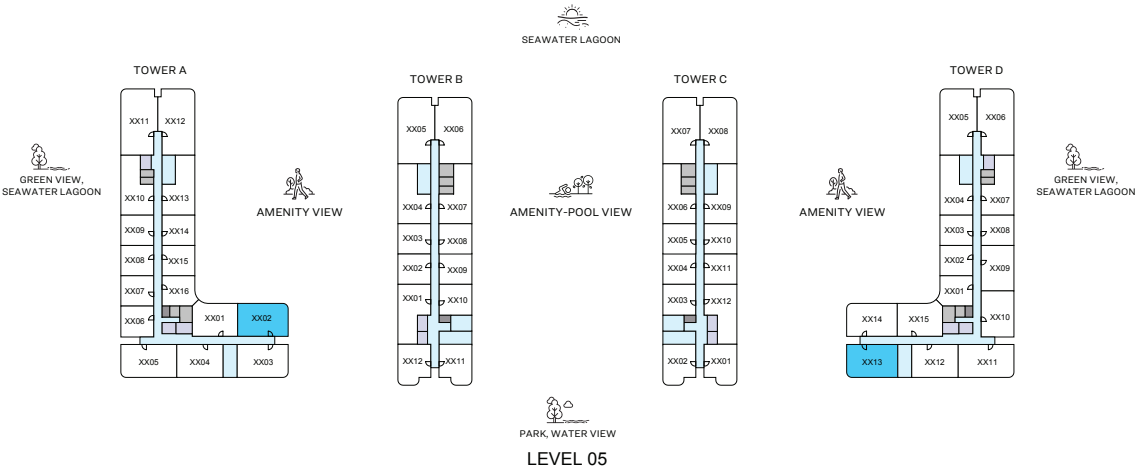 SEAWATER LAGOON
TOWER A
TOWER B
TOWER C
TOWER D
XX11
XX12
XX05
XX06
XX07
XX08
XX05
XX06
GREEN VIEW,
SEAWATER LAGOON
AMENITY VIEW
AMENITY-POOL VIEW
AMENITY VIEW
GREEN VIEW,
SEAWATER LAGOON
XX10
XX13
XX09
XX14
XX08
XX15
XX07
XX16
XX06
XX01
XX02
XX05
XX04
XX03
XX04
XX07
XX03
XX08
XX02
XX09
XX01
XX10
XX12
XX11
XX06
XX09
XX05
XX10
XX04
XX11
XX03
XX12
XX02
XX01
XX04
XX07
XX03
XX08
XX02
XX09
XX01
XX10
XX14
XX15
XX13
XX12
XX11
PARK, WATER VIEW
LEVEL 05